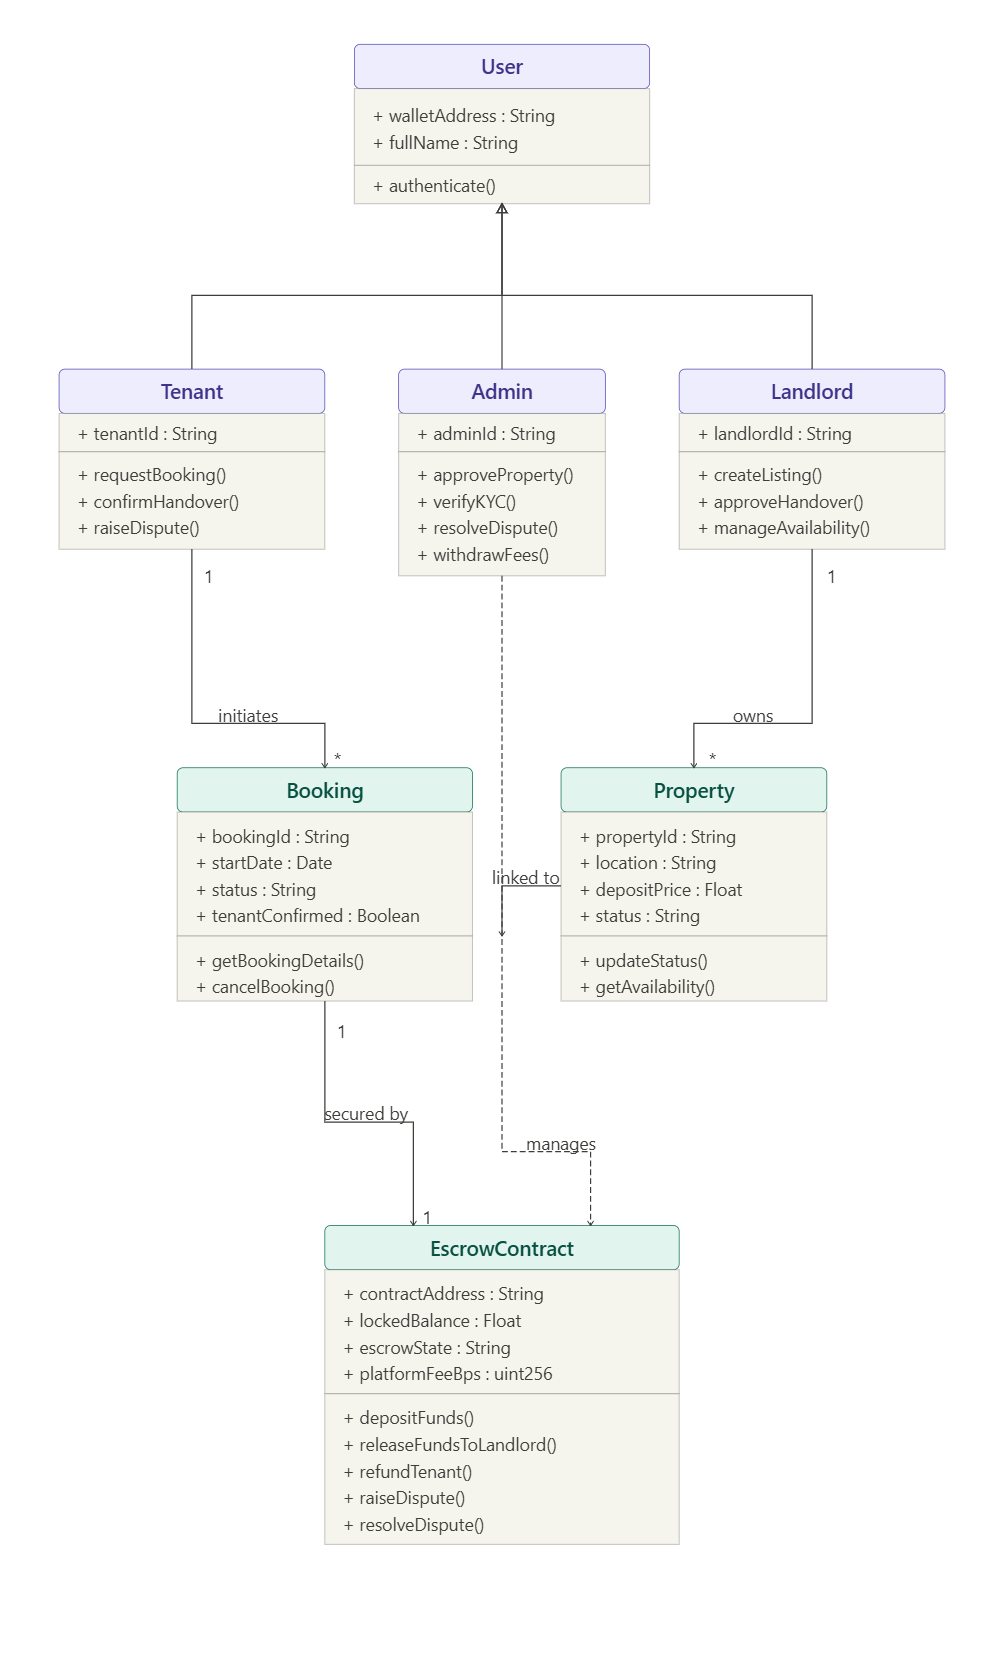 User
+ walletAddress : String
+ fullName : String
+ authenticate()
Tenant
+ tenantId : String
+ requestBooking()
+ confirmHandover()
+ raiseDispute()
Admin
+ adminId : String
+ approveProperty()
+ verifyKYC()
+ resolveDispute()
+ withdrawFees()
Landlord
+ landlordId : String
+ createListing()
+ approveHandover()
+ manageAvailability()
1
1
initiates
owns
*
*
Booking
+ bookingId : String
+ startDate : Date
+ status : String
+ tenantConfirmed : Boolean
+ getBookingDetails()
+ cancelBooking()
linked to
Property
+ propertyId : String
+ location : String
+ depositPrice : Float
+ status : String
+ updateStatus()
+ getAvailability()
1
secured by
manages
1
EscrowContract
+ contractAddress : String
+ lockedBalance : Float
+ escrowState : String
+ platformFeeBps : uint256
+ depositFunds()
+ releaseFundsToLandlord()
+ refundTenant()
+ raiseDispute()
+ resolveDispute()